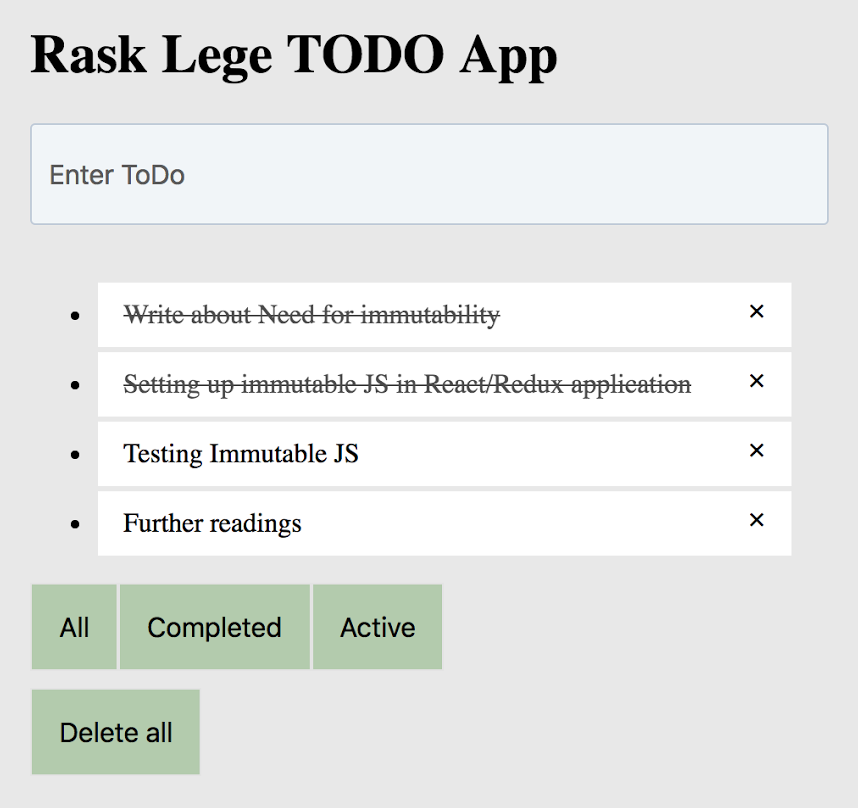 Rask Lege TODO App
Enter ToDo
Write about Need for immutability ✕
Setting up immutable JS in React/Redux application ✕
Testing Immutable JS ✕
Further readings ✕
All Completed Active
Delete all